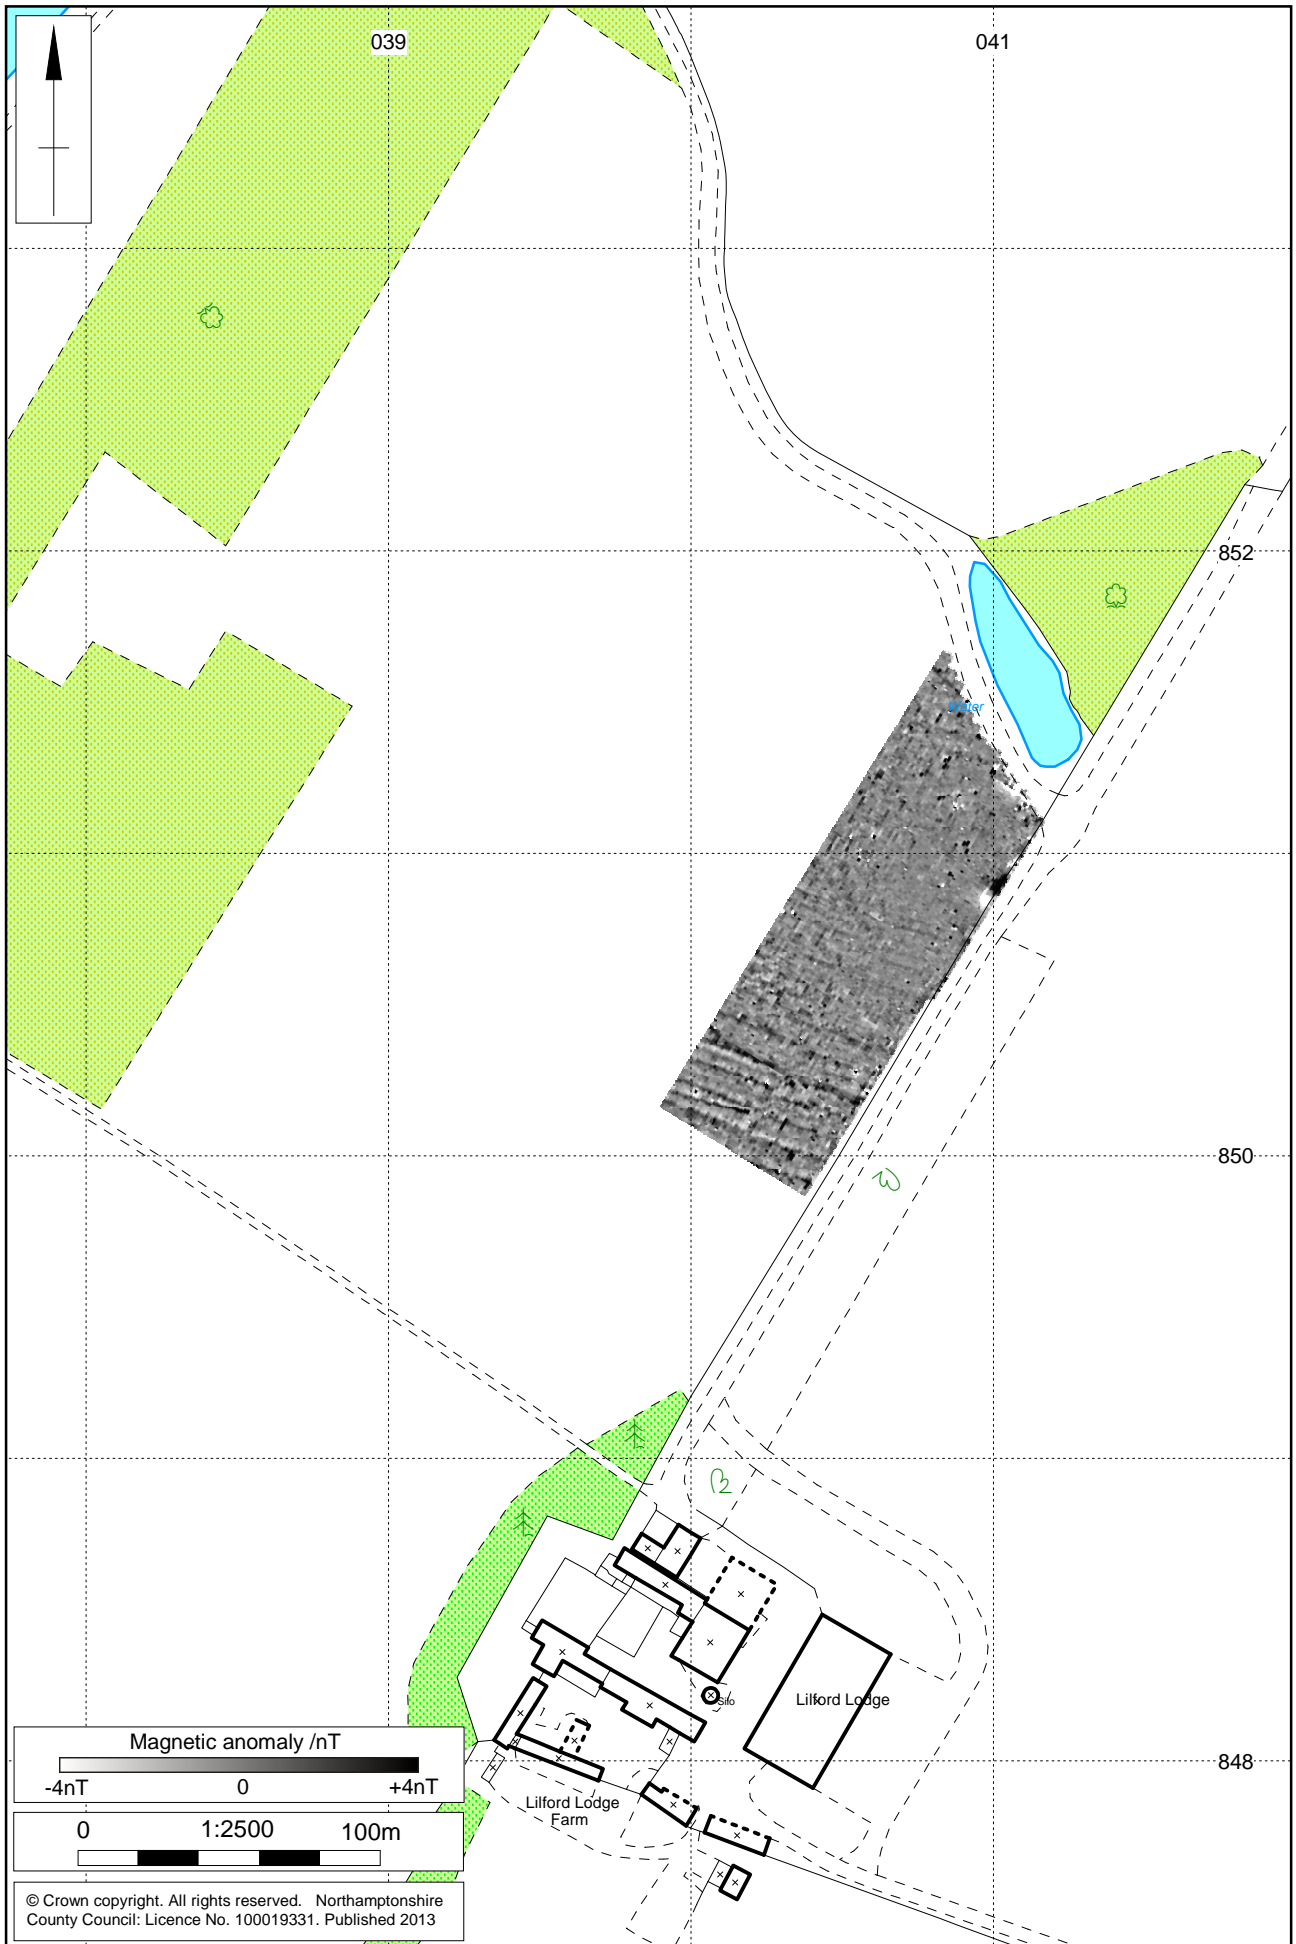 039
041
852
Water
850
Silo
Lilford Lodge
Magnetic anomaly /nT
-4nT 0 +4nT
848
Lilford Lodge
Farm
0 1:2500 100m
© Crown copyright. All rights reserved. Northamptonshire
County Council: Licence No. 100019331. Published 2013